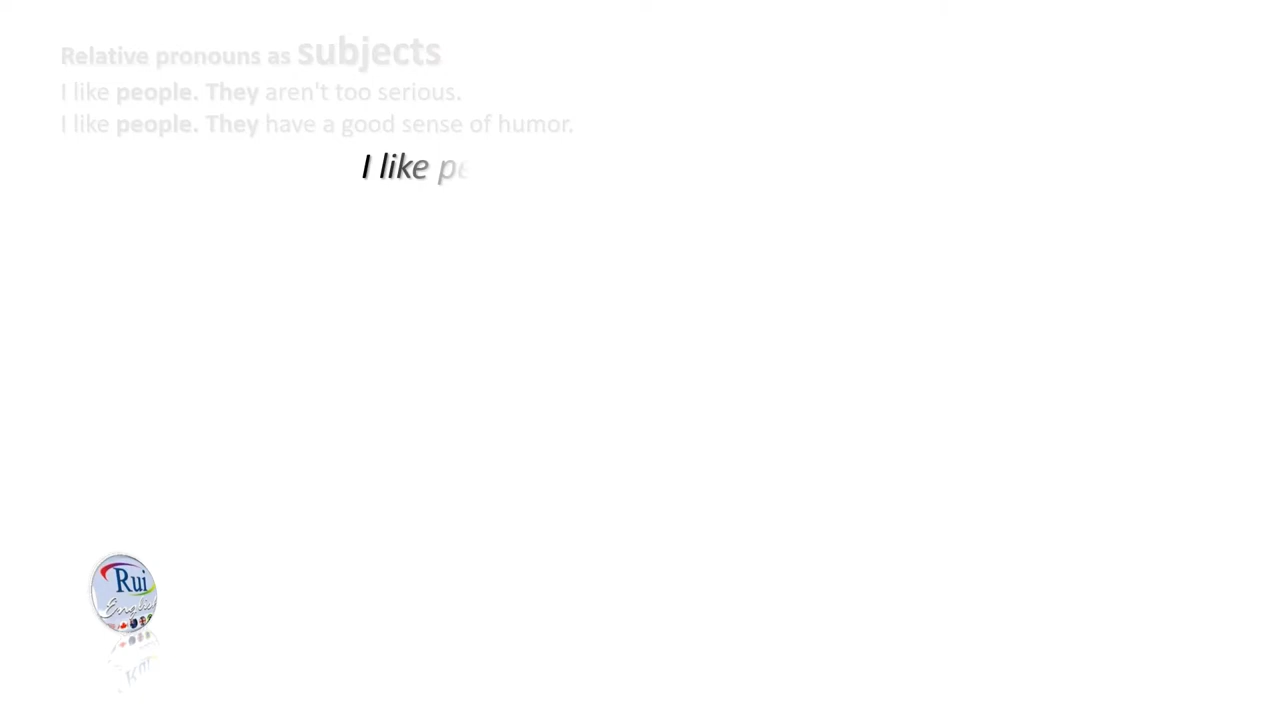 Relative pronouns as subjects
I like people. They aren't too serious.
I like people. They have a good sense of humor.
I like
Rui
English